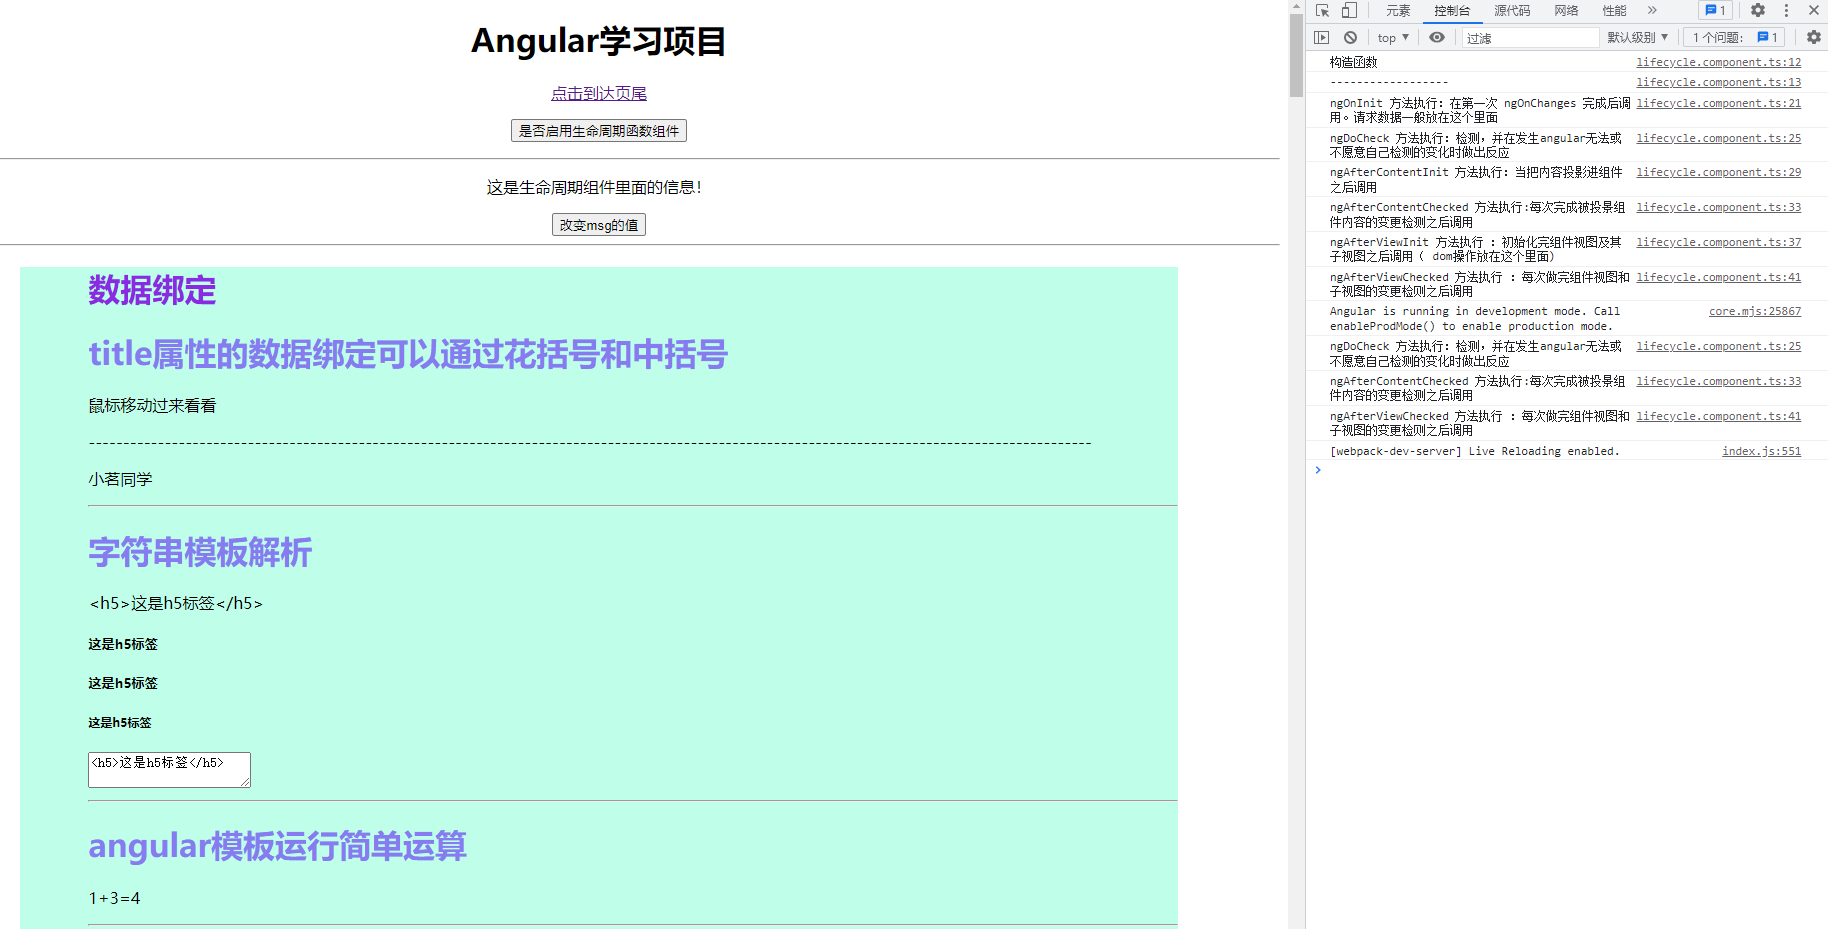 Angular学习项目
点击到达页尾
是否启用生命周期函数组件
这是生命周期组件里面的信息!
改变msg的值
数据绑定
title属性的数据绑定可以通过花括号和中括号
鼠标移动过来看看
小茗同学
字符串模板解析
<h5>这是h5标签</h5>
这是h5标签
这是h5标签
这是h5标签
<h5>这是h5标签</h5>
angular模板运行简单运算
1+3=4
元素 控制台 源代码 网络 性能 » 1
top ▼ 过滤 默认级别 ▼ 1 个问题: 1
构造函数 lifecycle.component.ts:12
------------------ lifecycle.component.ts:13
ngOnInit 方法执行: 在第一次 ngOnChanges 完成后调 lifecycle.component.ts:21
用。请求数据一般放在这个里面
ngDoCheck 方法执行: 检测，并在发生angular无法或 lifecycle.component.ts:25
不愿意自己检测的变化时做出反应
ngAfterContentInit 方法执行: 当把内容投影进组件 lifecycle.component.ts:29
之后调用
ngAfterContentChecked 方法执行:每次完成被投景组 lifecycle.component.ts:33
件内容的变更检测之后调用
ngAfterViewInit 方法执行 : 初始化完组件视图及其 lifecycle.component.ts:37
子视图之后调用（ dom操作放在这个里面)
ngAfterViewChecked 方法执行 : 每次做完组件视图和 lifecycle.component.ts:41
子视图的变更检则之后调用
Angular is running in development mode. Call core.mjs:25867
enableProdMode() to enable production mode.
ngDoCheck 方法执行: 检测，并在发生angular无法或 lifecycle.component.ts:25
不愿意自己检测的变化时做出反应
ngAfterContentChecked 方法执行:每次完成被投景组 lifecycle.component.ts:33
件内容的变更检测之后调用
ngAfterViewChecked 方法执行 : 每次做完组件视图和 lifecycle.component.ts:41
子视图的变更检则之后调用
[webpack-dev-server] Live Reloading enabled. index.js:551